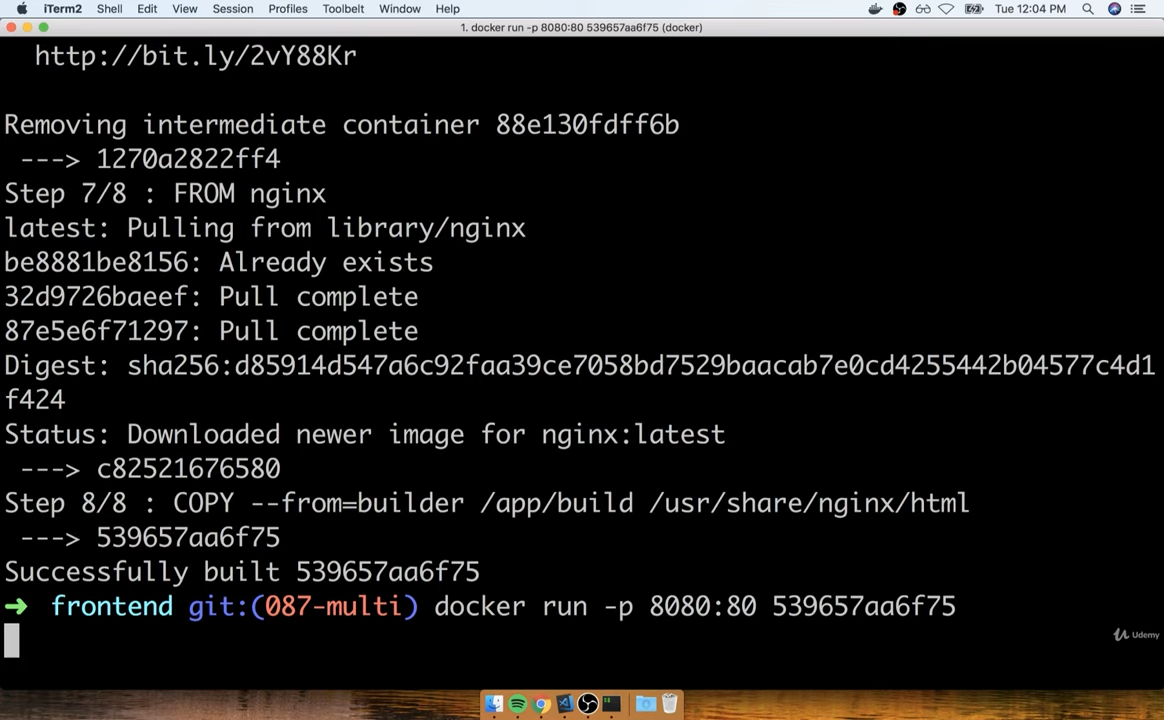 iTerm2 Shell Edit View Session Profiles Toolbelt Window Help Tue 12:04 PM
1. docker run -p 8080:80 539657aa6f75 (docker)
http://bit.ly/2vY88Kr
Removing intermediate container 88e130fdff6b
---> 1270a2822ff4
Step 7/8 : FROM nginx
latest: Pulling from library/nginx
be8881be8156: Already exists
32d9726baeef: Pull complete
87e5e6f71297: Pull complete
Digest: sha256:d85914d547a6c92faa39ce7058bd7529baacab7e0cd4255442b04577c4d1
f424
Status: Downloaded newer image for nginx:latest
---> c82521676580
Step 8/8 : COPY --from=builder /app/build /usr/share/nginx/html
---> 539657aa6f75
Successfully built 539657aa6f75
➜ frontend git:(087-multi) docker run -p 8080:80 539657aa6f75
Udemy